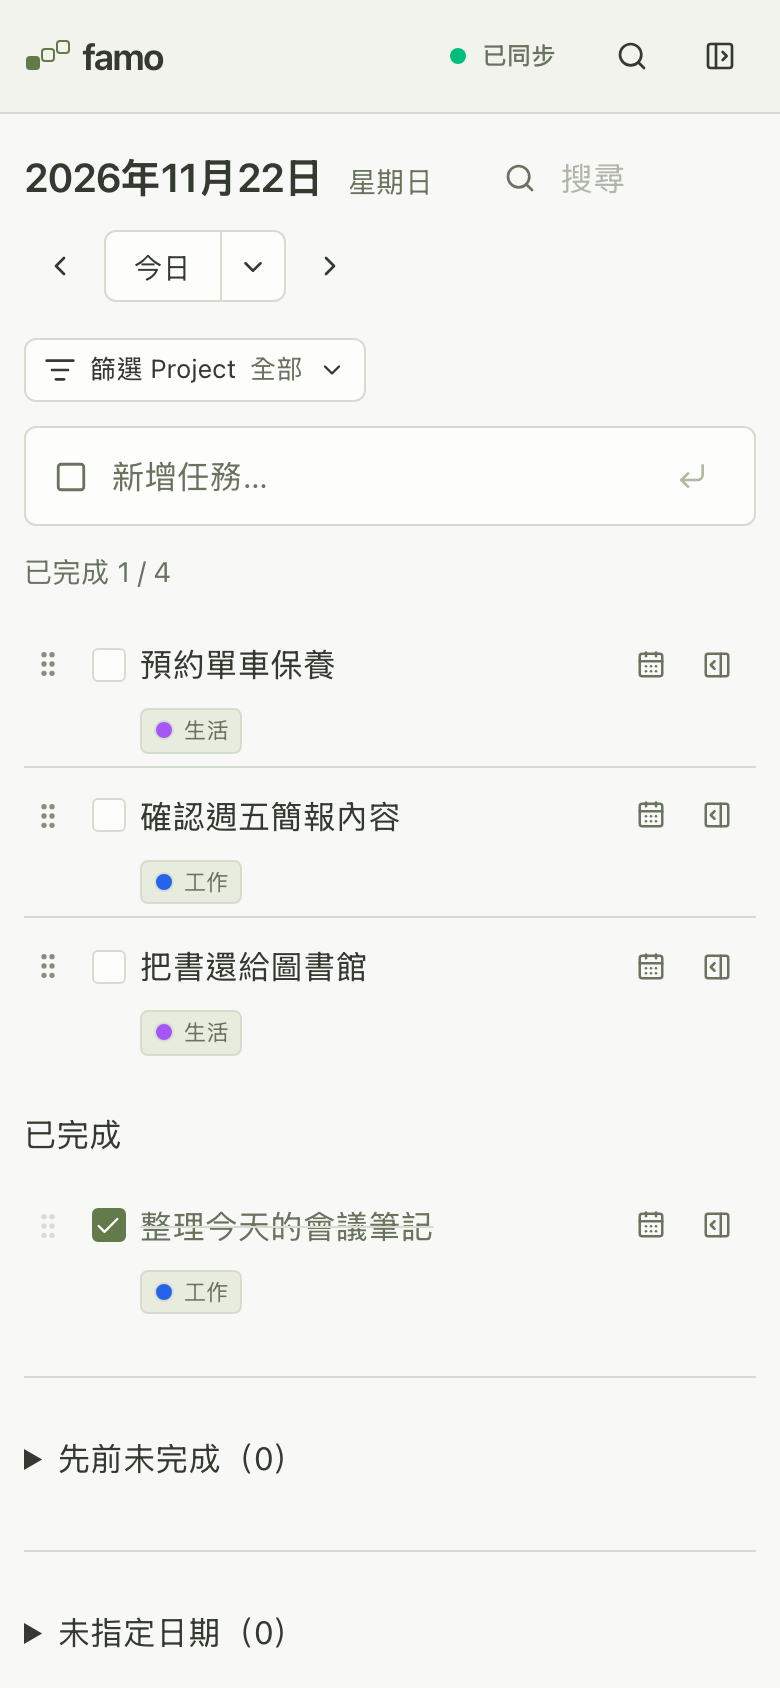 famo 已同步
2026年11月22日 星期日 搜尋
今日
篩選 Project 全部
新增任務...
已完成 1 / 4
預約單車保養
生活
確認週五簡報內容
工作
把書還給圖書館
生活
已完成
整理今天的會議筆記
工作
先前未完成（0）
未指定日期（0）